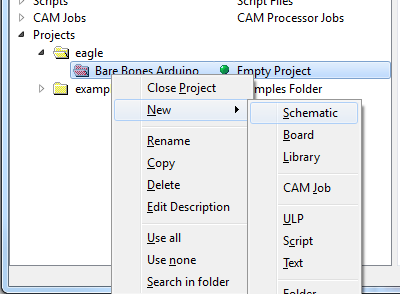 Scripts Script Files
CAM Jobs CAM Processor Jobs
Projects
eagle
Bare Bones Arduino Empty Project
examp mples Folder
Close Project
New
Rename
Copy
Delete
Edit Description
Use all
Use none
Search in folder
Schematic
Board
Library
CAM Job
ULP
Script
Text
Folder